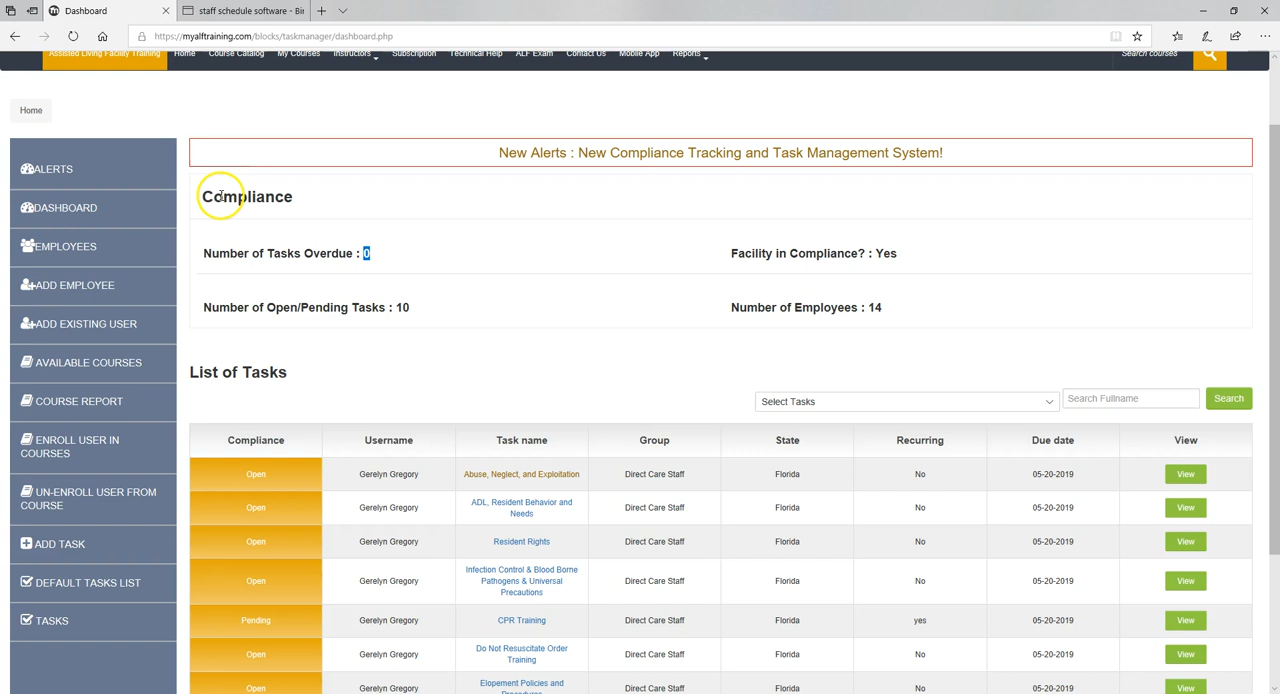 Dashboard
staff schedule software - Bin
https://myalftraining.com/blocks/taskmanager/dashboard.php
Assisted Living Facility Training Home Course Catalog My Courses Instructors Subscription Technical Help ALF Exam Contact Us Mobile App Reports Search courses
Home
ALERTS
DASHBOARD
EMPLOYEES
ADD EMPLOYEE
ADD EXISTING USER
AVAILABLE COURSES
COURSE REPORT
ENROLL USER IN
COURSES
UN-ENROLL USER FROM
COURSE
ADD TASK
DEFAULT TASKS LIST
TASKS
New Alerts : New Compliance Tracking and Task Management System!
Compliance
Number of Tasks Overdue : 0 Facility in Compliance? : Yes
Number of Open/Pending Tasks : 10 Number of Employees : 14
List of Tasks
Select Tasks Search Fullname Search
Compliance Username Task name Group State Recurring Due date View
Open Gerelyn Gregory Abuse, Neglect, and Exploitation Direct Care Staff Florida No 05-20-2019 View
Open Gerelyn Gregory ADL, Resident Behavior and
Needs Direct Care Staff Florida No 05-20-2019 View
Open Gerelyn Gregory Resident Rights Direct Care Staff Florida No 05-20-2019 View
Open Gerelyn Gregory Infection Control & Blood Borne
Pathogens & Universal
Precautions Direct Care Staff Florida No 05-20-2019 View
Pending Gerelyn Gregory CPR Training Direct Care Staff Florida yes 05-20-2019 View
Open Gerelyn Gregory Do Not Resuscitate Order
Training Direct Care Staff Florida No 05-20-2019 View
Open Gerelyn Gregory Elopement Policies and
Procedures Direct Care Staff Florida No 05-20-2019 View